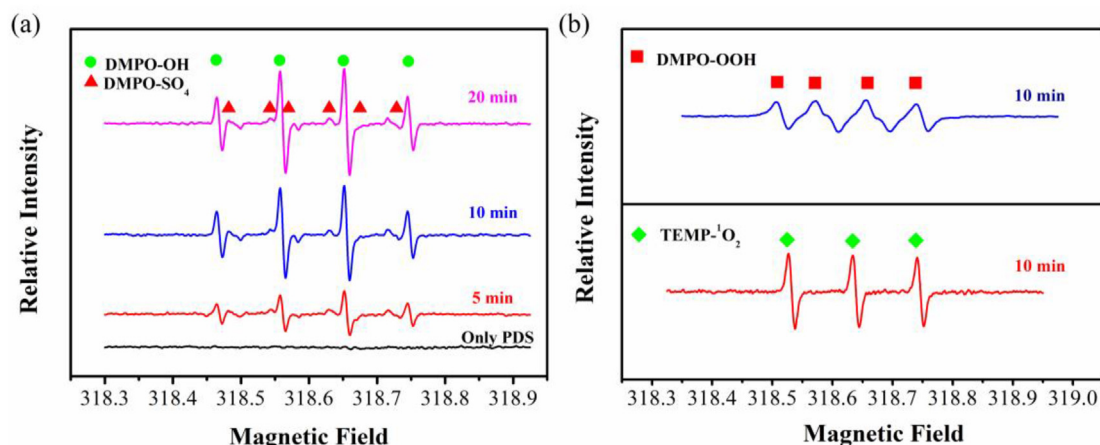 (a)
DMPO-OH
DMPO-SO₄
20 min
10 min
5 min
Only PDS
318.3 318.4 318.5 318.6 318.7 318.8 318.9
Magnetic Field
Relative Intensity
(b)
DMPO-OOH
10 min
TEMP-¹O₂
10 min
318.3 318.4 318.5 318.6 318.7 318.8 318.9 319.0
Magnetic Field
Relative Intensity